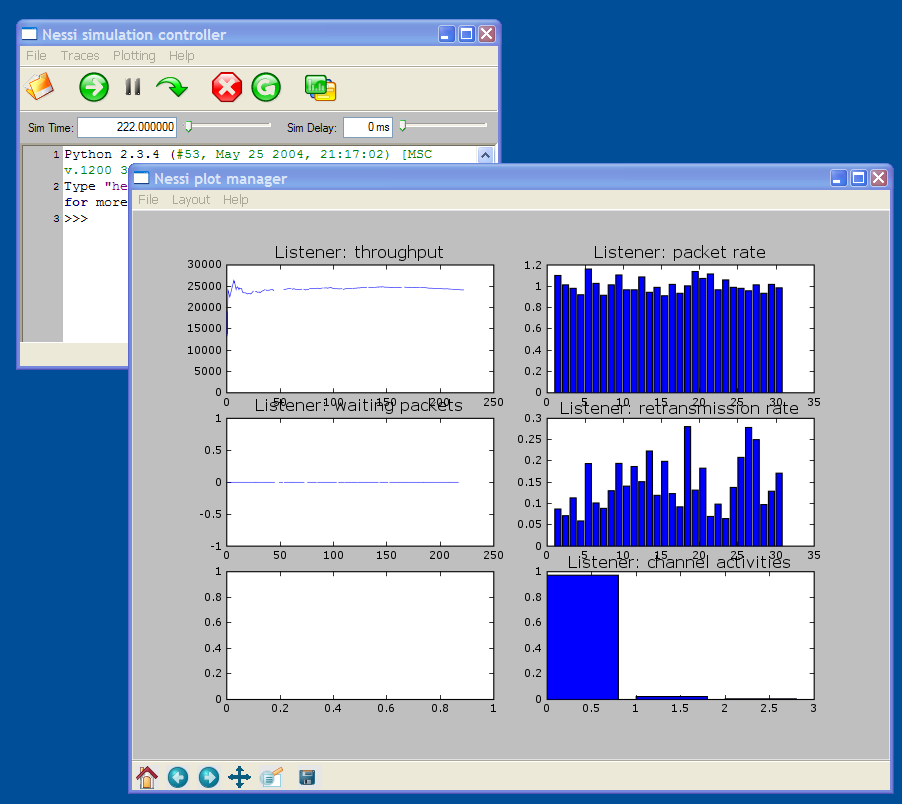 Nessi simulation controller
File Traces Plotting Help
Sim Time: 222.000000 Sim Delay: 0 ms
1 Python 2.3.4 (#53, May 25 2004, 21:17:02) [MSC
v.1200 3
2 Type "he
for more
3 >>>
Nessi plot manager
File Layout Help
Listener: throughput
30000
25000
20000
15000
10000
5000
0
0 50 100 150 200 250
Listener: packet rate
1.2
1
0.8
0.6
0.4
0.2
0
0 5 10 15 20 25 30 35
Listener: waiting packets
1
0.5
0
-0.5
-1
0 50 100 150 200 250
Listener: retransmission rate
0.3
0.25
0.2
0.15
0.1
0.05
0
0 5 10 15 20 25 30 35
1
0.8
0.6
0.4
0.2
0
0 0.2 0.4 0.6 0.8 1
Listener: channel activities
1
0.8
0.6
0.4
0.2
0
0 0.5 1 1.5 2 2.5 3